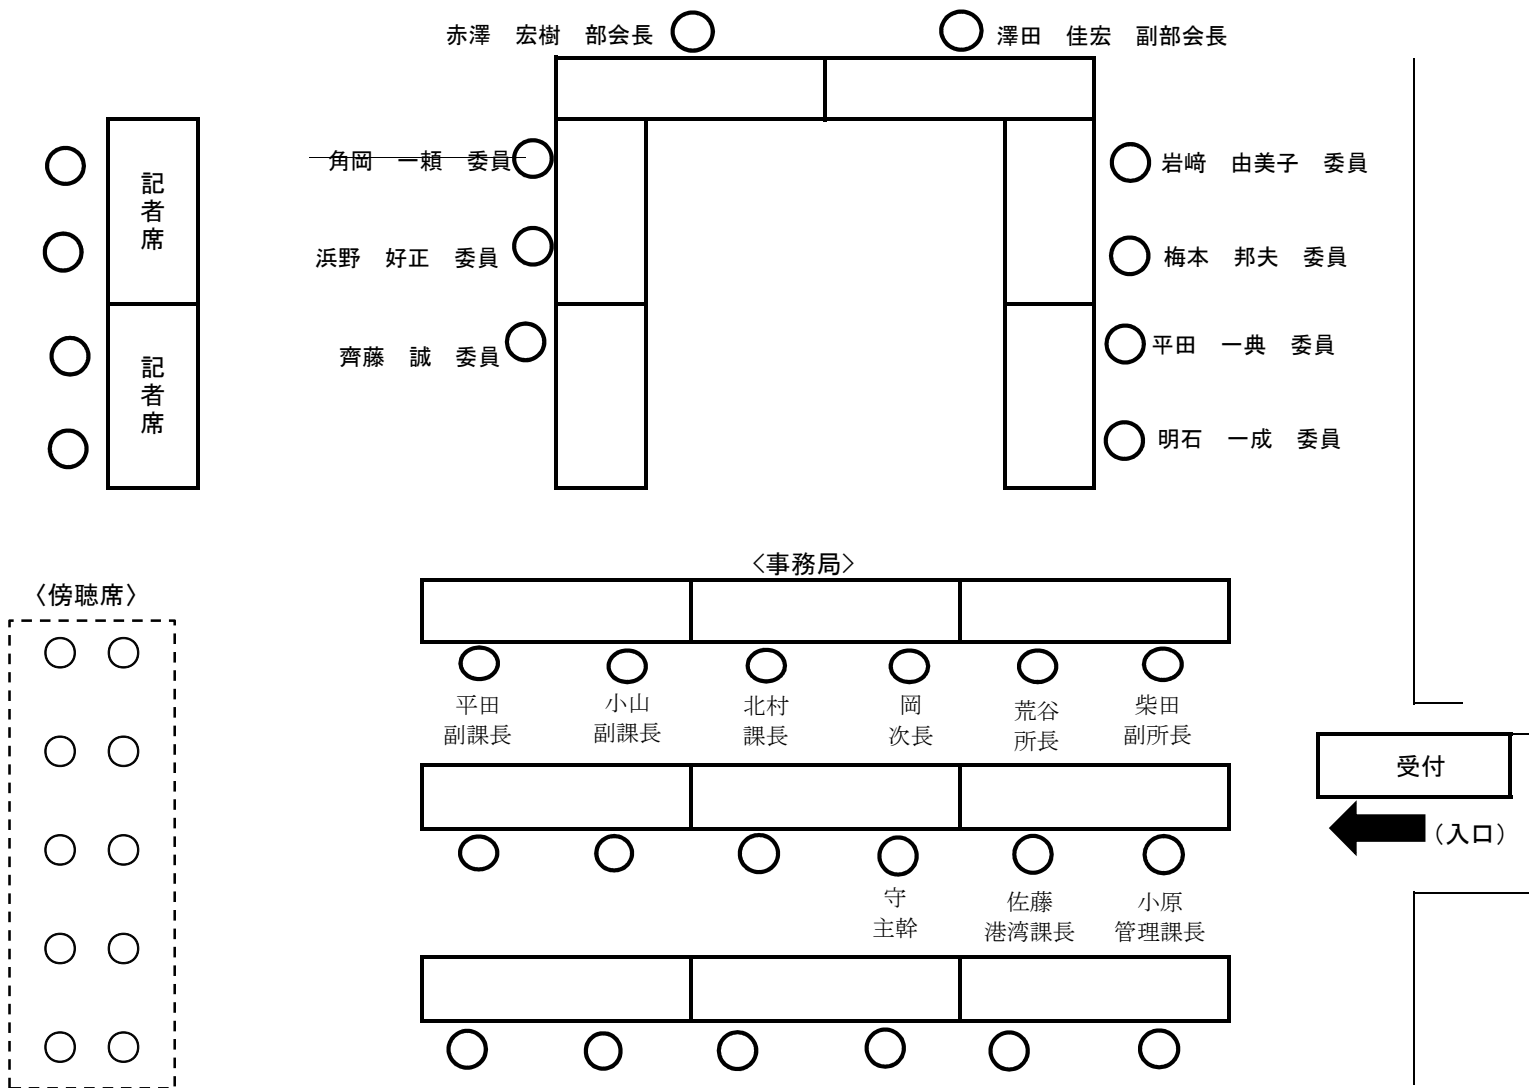 赤澤　宏樹　部会長
澤田　佳宏　副部会長
角岡　一頼　委員
岩﨑　由美子　委員
浜野　好正　委員
梅本　邦夫　委員
齊藤　誠　委員
平田　一典　委員
明石　一成　委員
記者席
記者席
〈事務局〉
〈傍聴席〉
平田
副課長
小山
副課長
北村
課長
岡
次長
荒谷
所長
柴田
副所長
受付
（入口）
守
主幹
佐藤
港湾課長
小原
管理課長